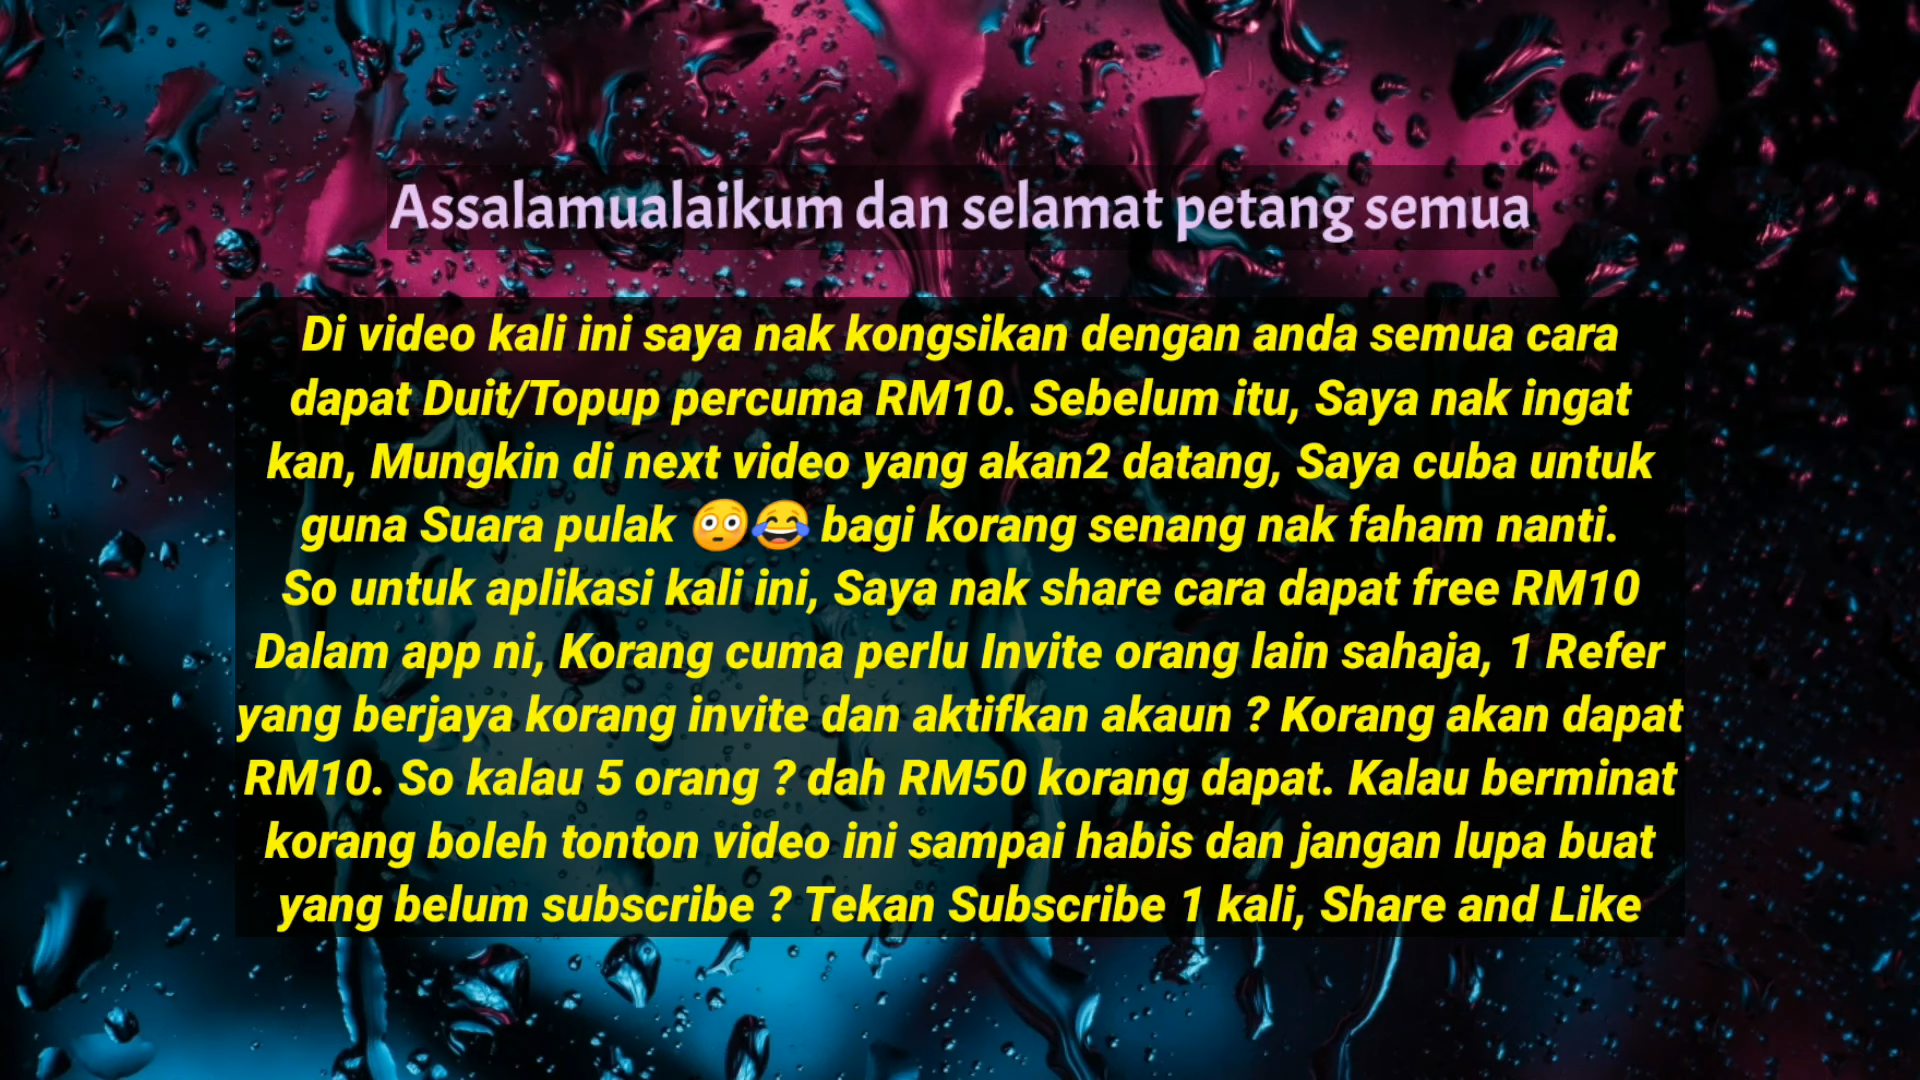 Assalamualaikum dan selamat petang semua
Di video kali ini saya nak kongsikan dengan anda semua cara
dapat Duit/Topup percuma RM10. Sebelum itu, Saya nak ingat
kan, Mungkin di next video yang akan2 datang, Saya cuba untuk
guna Suara pulak 😳😂 bagi korang senang nak faham nanti.
So untuk aplikasi kali ini, Saya nak share cara dapat free RM10
Dalam app ni, Korang cuma perlu Invite orang lain sahaja, 1 Refer
yang berjaya korang invite dan aktifkan akaun ? Korang akan dapat
RM10. So kalau 5 orang ? dah RM50 korang dapat. Kalau berminat
korang boleh tonton video ini sampai habis dan jangan lupa buat
yang belum subscribe ? Tekan Subscribe 1 kali, Share and Like